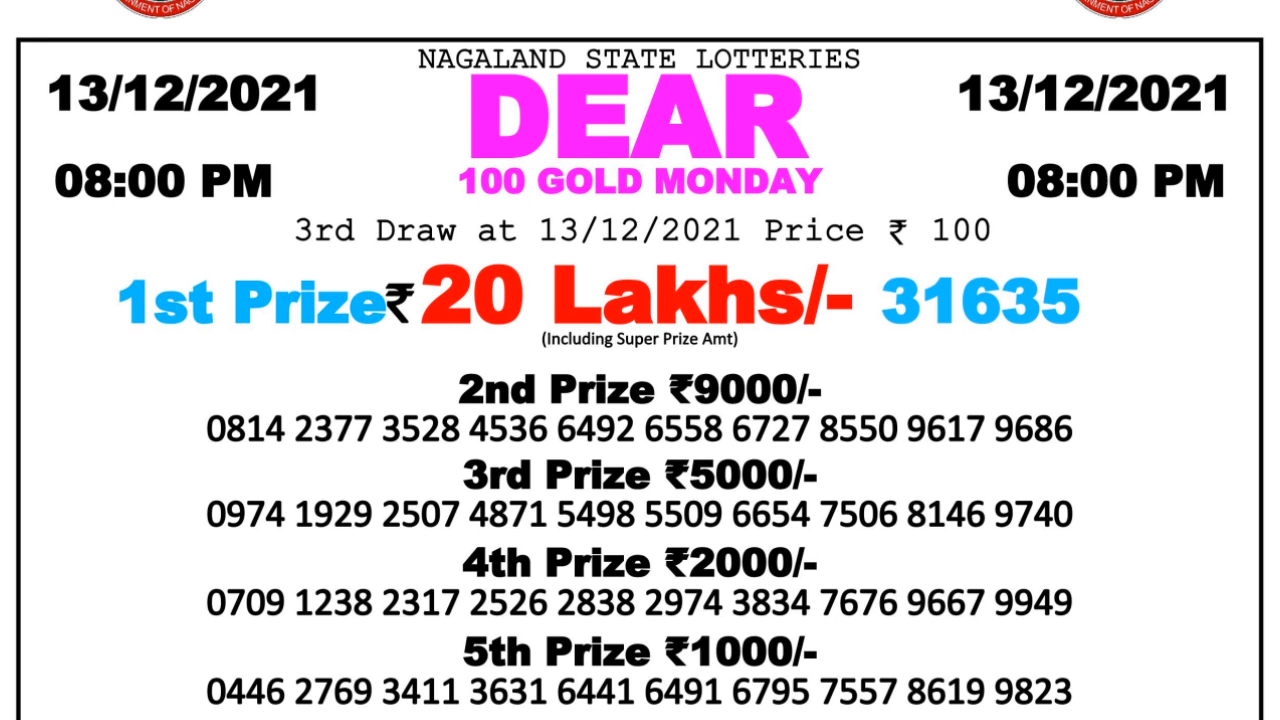 NAGALAND STATE LOTTERIES
13/12/2021 DEAR 13/12/2021
08:00 PM 100 GOLD MONDAY 08:00 PM
3rd Draw at 13/12/2021 Price ₹ 100
1st Prize₹20 Lakhs/- 31635
(Including Super Prize Amt)
2nd Prize ₹9000/-
0814 2377 3528 4536 6492 6558 6727 8550 9617 9686
3rd Prize ₹5000/-
0974 1929 2507 4871 5498 5509 6654 7506 8146 9740
4th Prize ₹2000/-
0709 1238 2317 2526 2838 2974 3834 7676 9667 9949
5th Prize ₹1000/-
0446 2769 3411 3631 6441 6491 6795 7557 8619 9823